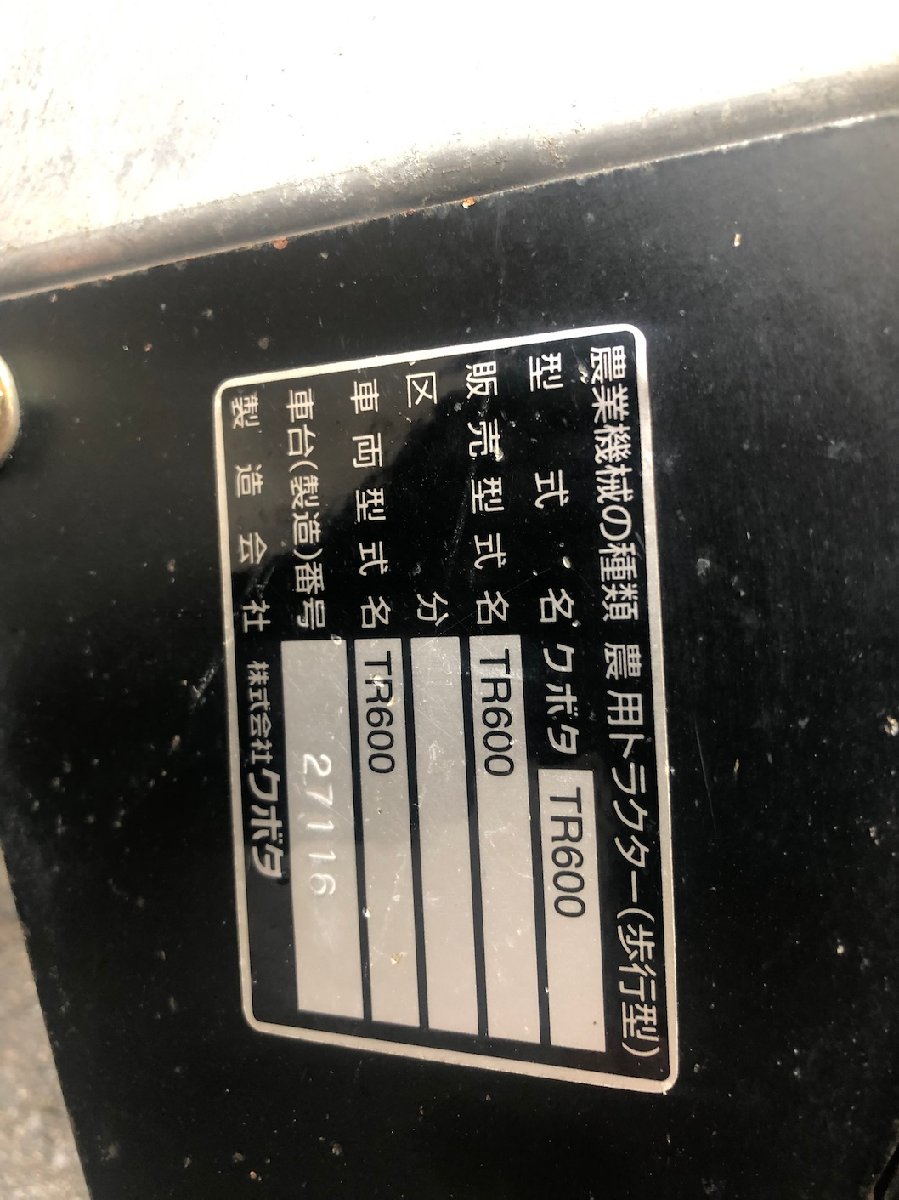 農業機械の種類 農用トラクター(歩行型)
型式名 クボタ TR600
販売型式名 TR600
区分
車両型式名 TR600
車台(製造)番号 27116
製造会社 株式会社クボタ